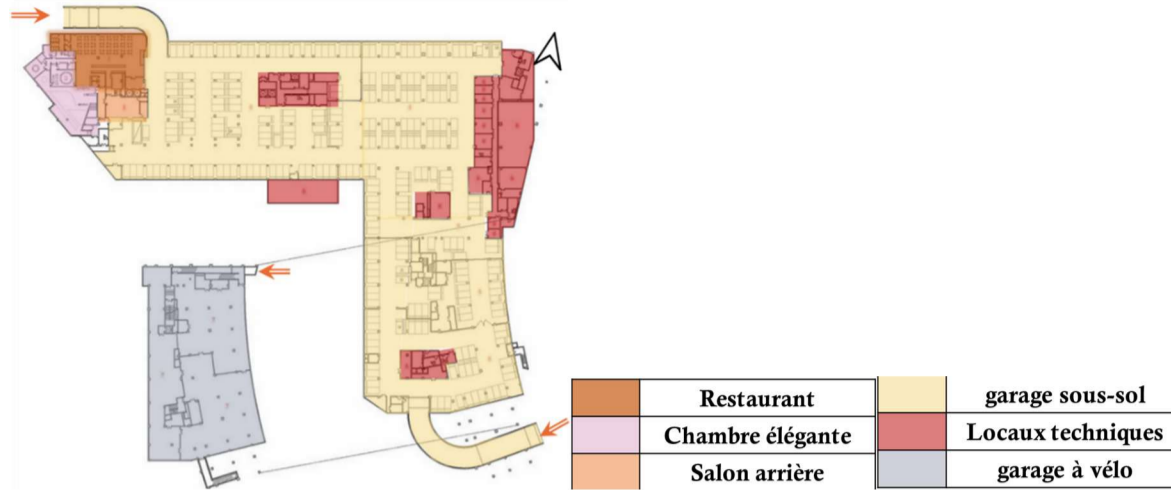 Restaurant
garage sous-sol
Chambre élégante
Locaux techniques
Salon arrière
garage à vélo